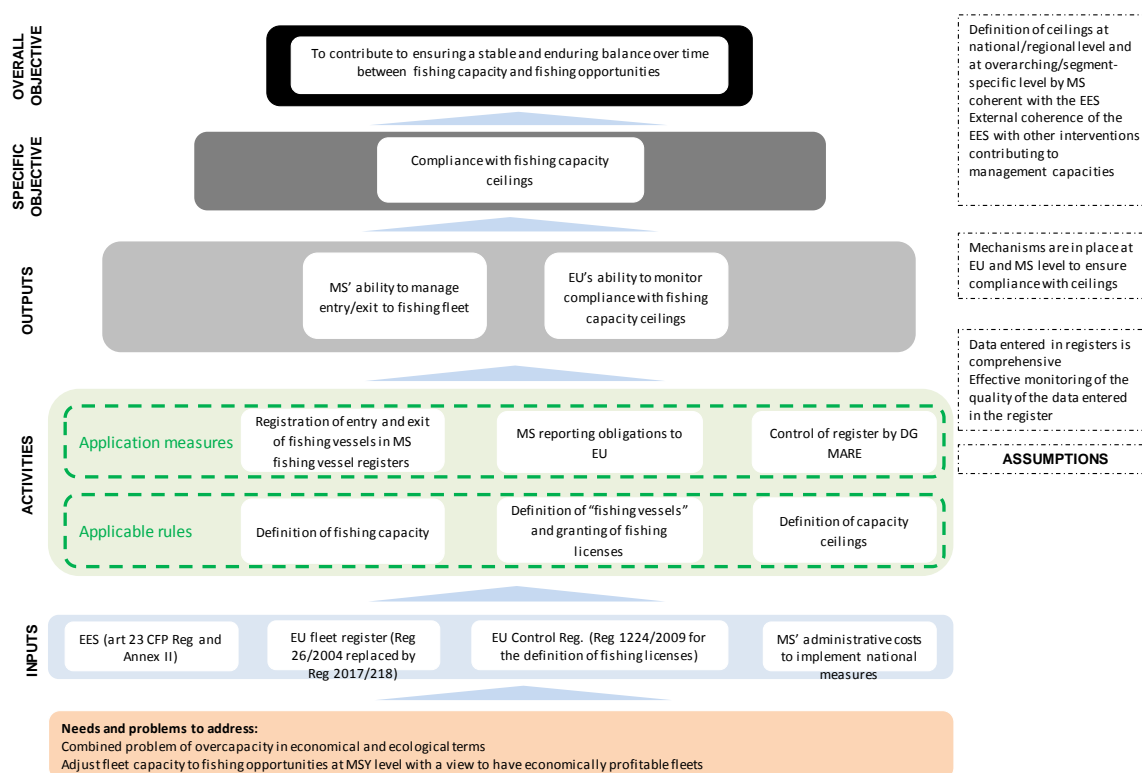 OVERALL
OBJECTIVE
To contribute to ensuring a stable and enduring balance over time
between fishing capacity and fishing opportunities
SPECIFIC
OBJECTIVE
Compliance with fishing capacity
ceilings
OUTPUTS
MS' ability to manage
entry/exit to fishing fleet
EU's ability to monitor
compliance with fishing
capacity ceilings
ACTIVITIES
Application measures
Registration of entry and exit
of fishing vessels in MS
fishing vessel registers
MS reporting obligations to
EU
Control of register by DG
MARE
Applicable rules
Definition of fishing capacity
Definition of “fishing vessels”
and granting of fishing
licenses
Definition of capacity
ceilings
INPUTS
EES (art 23 CFP Reg and
Annex II)
EU fleet register (Reg
26/2004 replaced by
Reg 2017/218)
EU Control Reg. (Reg 1224/2009 for
the definition of fishing licenses)
MS' administrative costs
to implement national
measures
Needs and problems to address:
Combined problem of overcapacity in economical and ecological terms
Adjust fleet capacity to fishing opportunities at MSY level with a view to have economically profitable fleets
Definition of ceilings at
national/regional level and
at overarching/segment-
specific level by MS
coherent with the EES
External coherence of the
EES with other interventions
contributing to
management capacities
Mechanisms are in place at
EU and MS level to ensure
compliance with ceilings
Data entered in registers is
comprehensive
Effective monitoring of the
quality of the data entered
in the register
ASSUMPTIONS